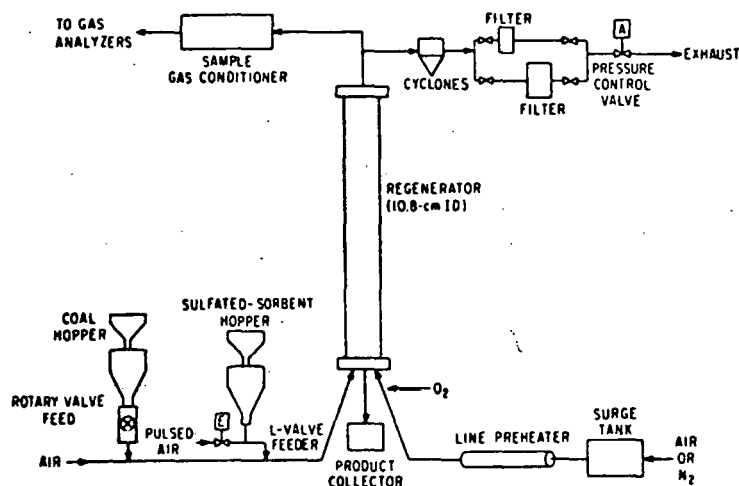 TO GAS
ANALYZERS
SAMPLE
GAS CONDITIONER
CYCLONES
FILTER
FILTER
A
PRESSURE
CONTROL
VALVE
EXHAUST
REGENERATOR
(10.8-cm ID)
COAL
HOPPER
SULFATED-SORBENT
HOPPER
ROTARY VALVE
FEED
PULSED
AIR
E
L-VALVE
FEEDER
AIR
PRODUCT
COLLECTOR
O2
LINE PREHEATER
SURGE
TANK
AIR
OR
N2